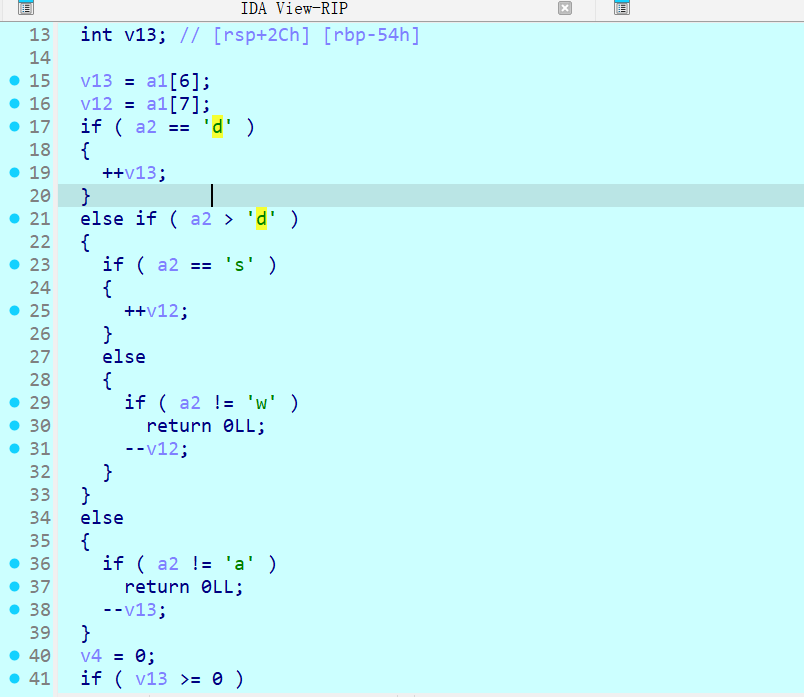 IDA View-RIP
13 int v13; // [rsp+2Ch] [rbp-54h]
14
15 v13 = a1[6];
16 v12 = a1[7];
17 if ( a2 == 'd' )
18 {
19 ++v13;
20 }
21 else if ( a2 > 'd' )
22 {
23 if ( a2 == 's' )
24 {
25 ++v12;
26 }
27 else
28 {
29 if ( a2 != 'w' )
30 return 0LL;
31 --v12;
32 }
33 }
34 else
35 {
36 if ( a2 != 'a' )
37 return 0LL;
38 --v13;
39 }
40 v4 = 0;
41 if ( v13 >= 0 )